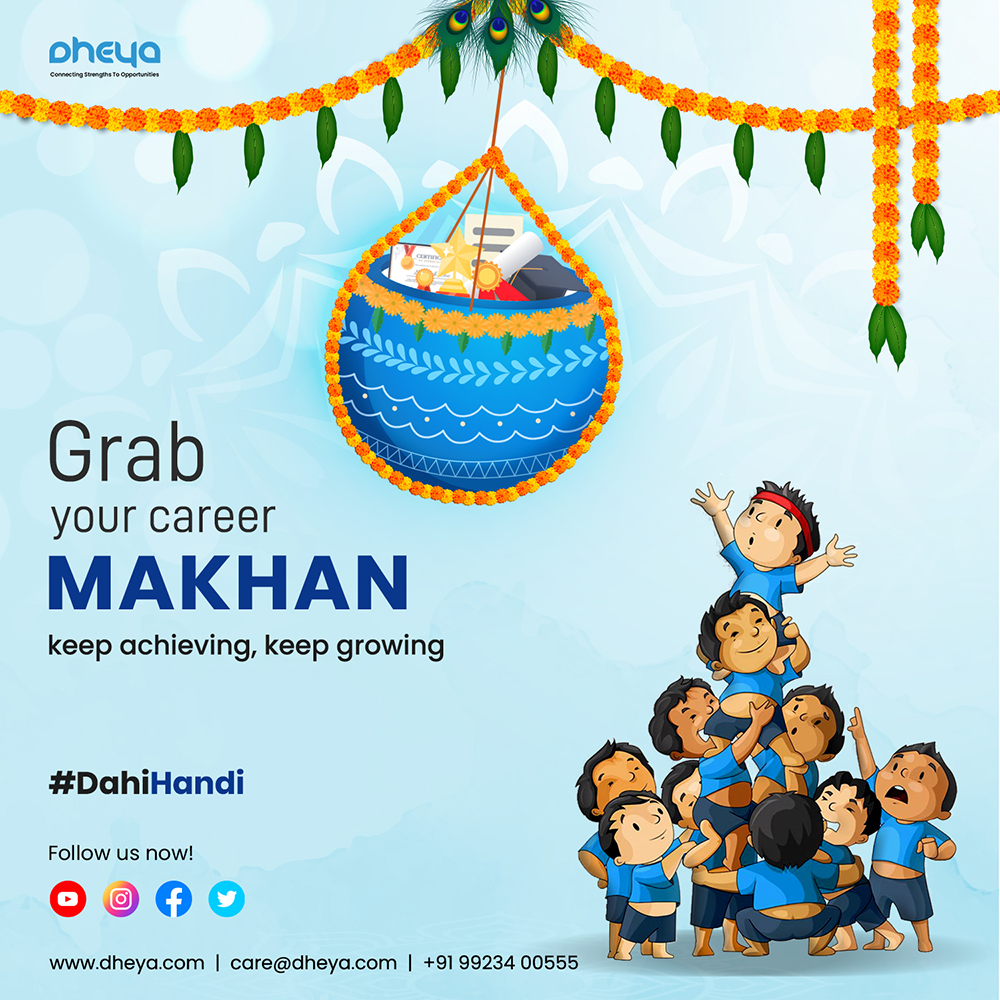 DHEYA
Connecting Strengths To Opportunities
Grab
your career
MAKHAN
keep achieving, keep growing
#DahiHandi
Follow us now!
www.dheya.com | care@dheya.com | +91 99234 00555